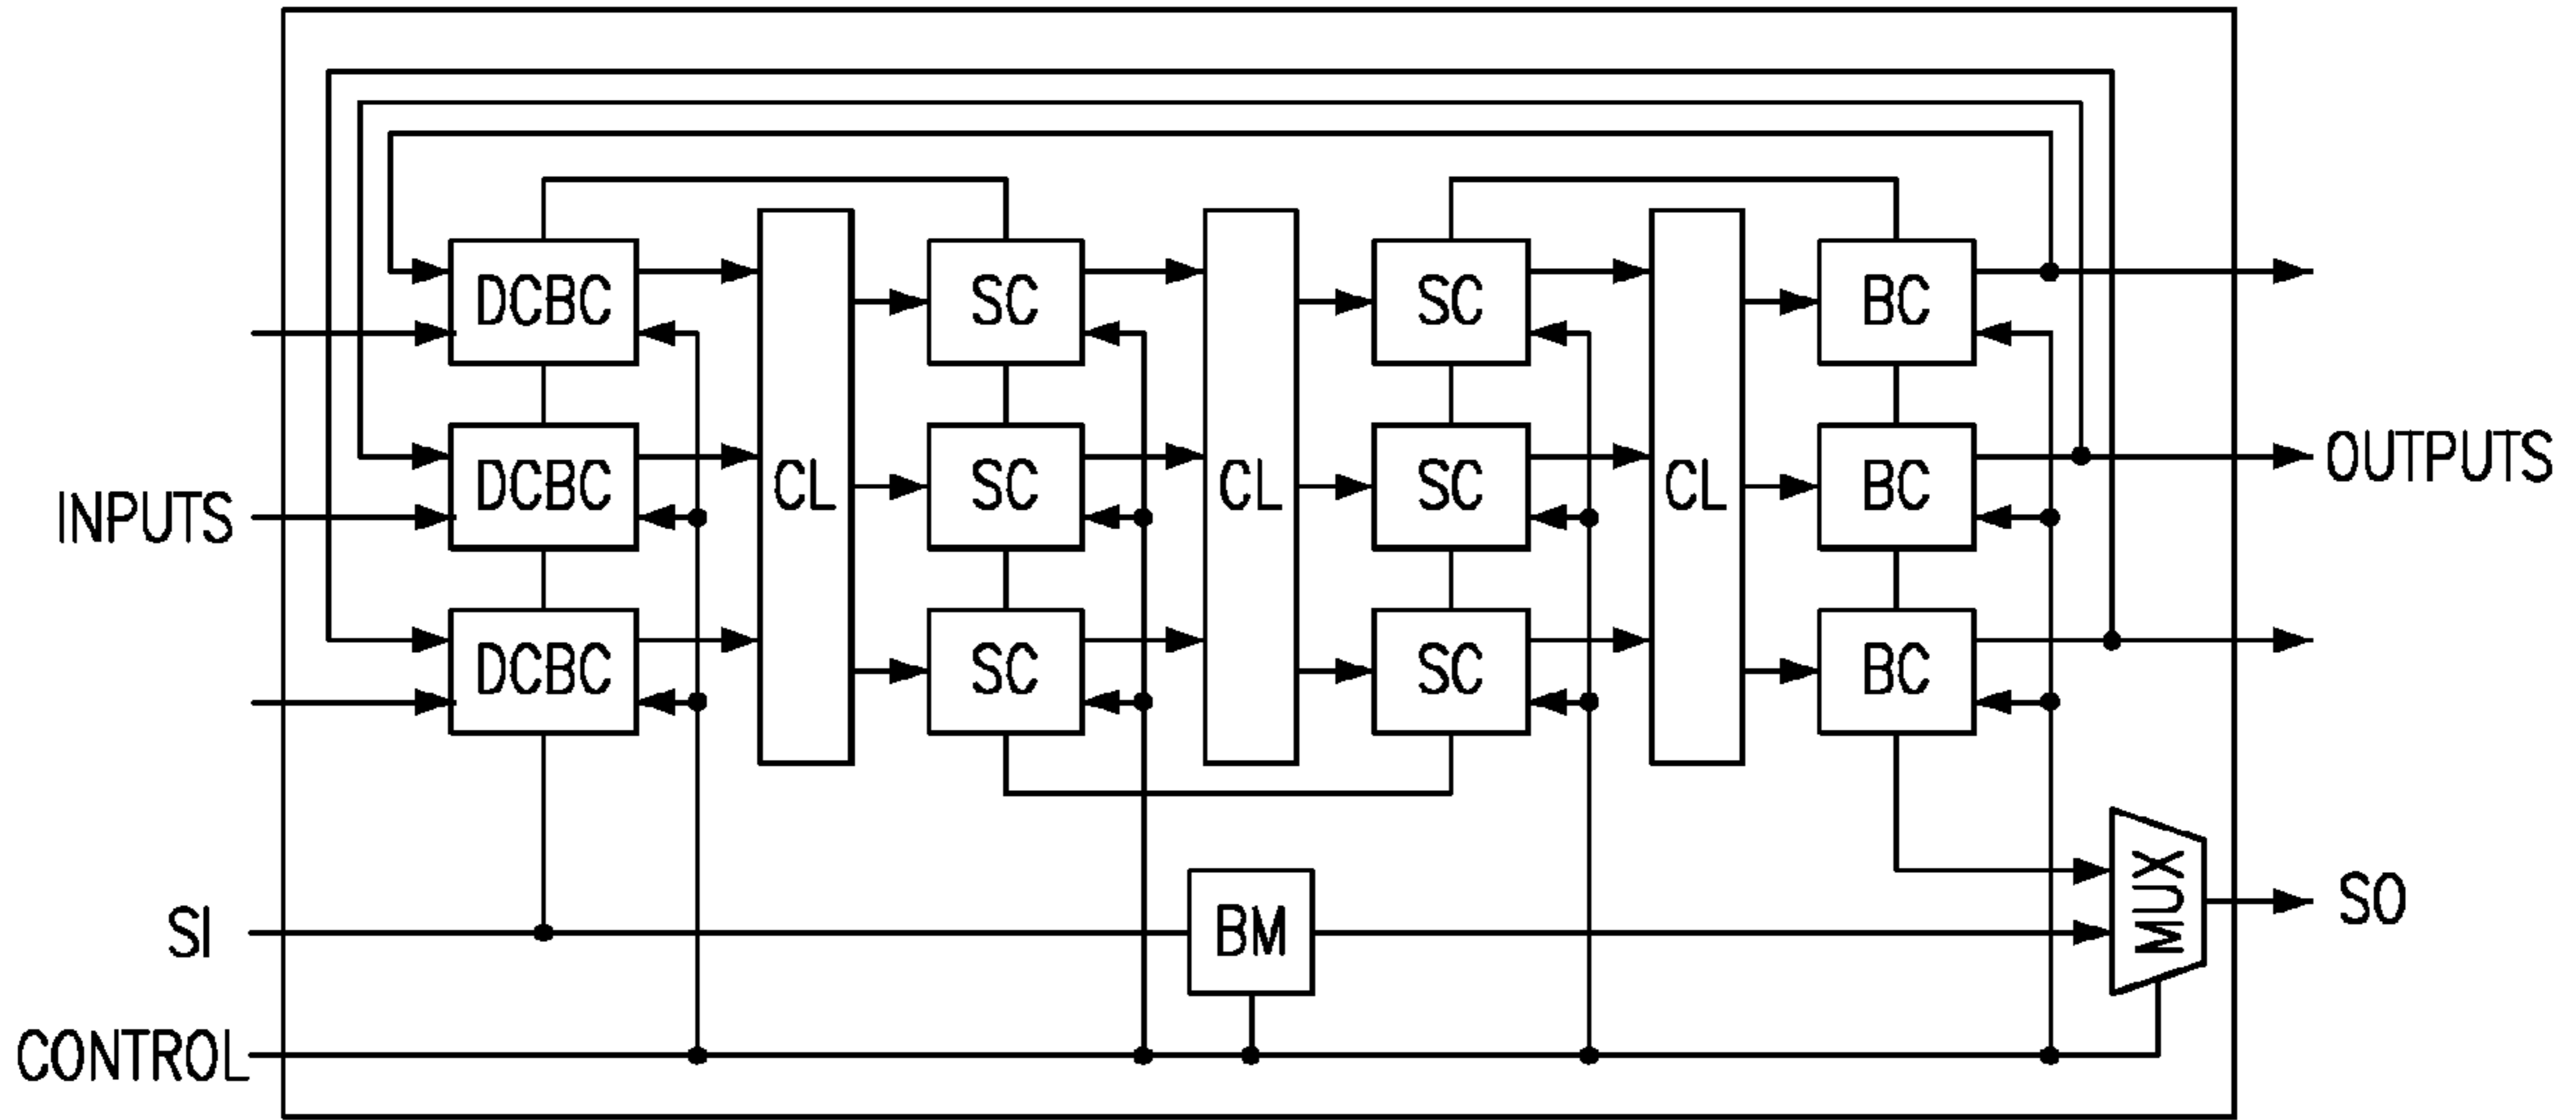 DCBC SC SC BC
DCBC CL SC CL SC CL BC OUTPUTS
INPUTS
DCBC SC SC BC
MUX
SI BM SO
CONTROL